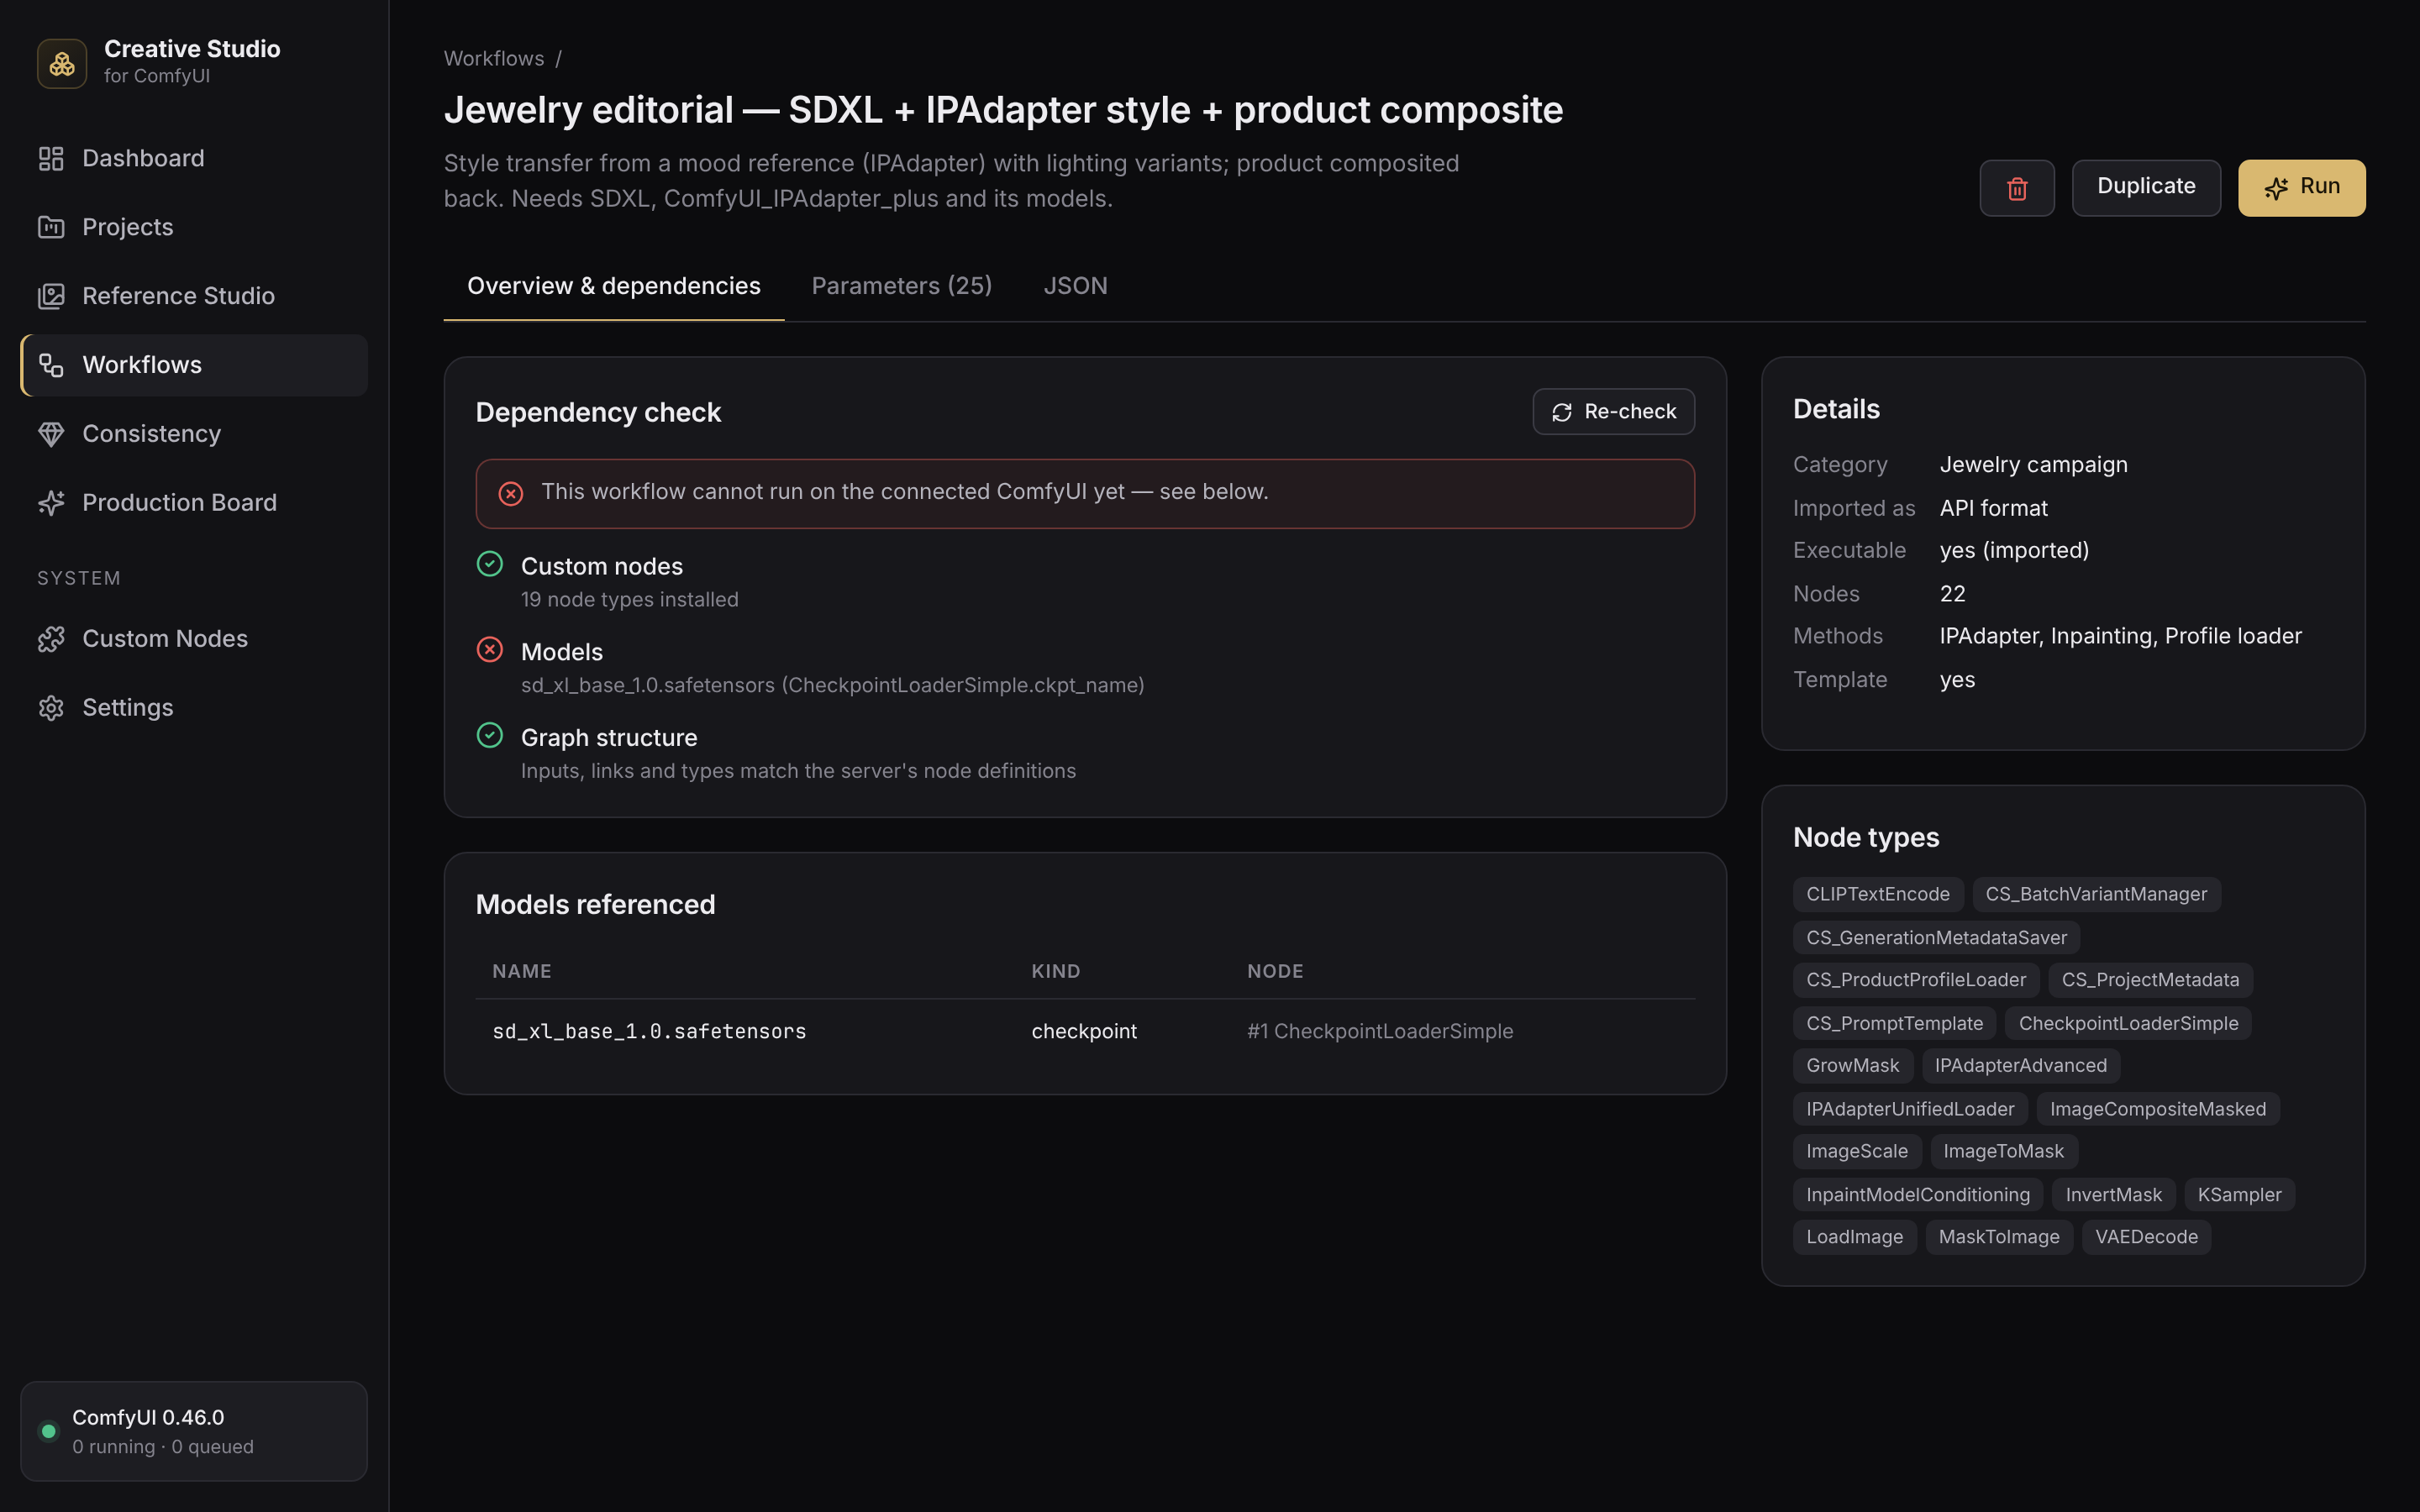 Creative Studio
for ComfyUI
Dashboard
Projects
Reference Studio
Workflows
Consistency
Production Board
SYSTEM
Custom Nodes
Settings
ComfyUI 0.46.0
0 running · 0 queued
Workflows /
Jewelry editorial — SDXL + IPAdapter style + product composite
Style transfer from a mood reference (IPAdapter) with lighting variants; product composited
back. Needs SDXL, ComfyUI_IPAdapter_plus and its models.
Duplicate
Run
Overview & dependencies
Parameters (25)
JSON
Dependency check
Re-check
This workflow cannot run on the connected ComfyUI yet — see below.
Custom nodes
19 node types installed
Models
sd_xl_base_1.0.safetensors (CheckpointLoaderSimple.ckpt_name)
Graph structure
Inputs, links and types match the server's node definitions
Models referenced
NAME KIND NODE
sd_xl_base_1.0.safetensors checkpoint #1 CheckpointLoaderSimple
Details
Category Jewelry campaign
Imported as API format
Executable yes (imported)
Nodes 22
Methods IPAdapter, Inpainting, Profile loader
Template yes
Node types
CLIPTextEncode CS_BatchVariantManager
CS_GenerationMetadataSaver
CS_ProductProfileLoader CS_ProjectMetadata
CS_PromptTemplate CheckpointLoaderSimple
GrowMask IPAdapterAdvanced
IPAdapterUnifiedLoader ImageCompositeMasked
ImageScale ImageToMask
InpaintModelConditioning InvertMask KSampler
LoadImage MaskToImage VAEDecode